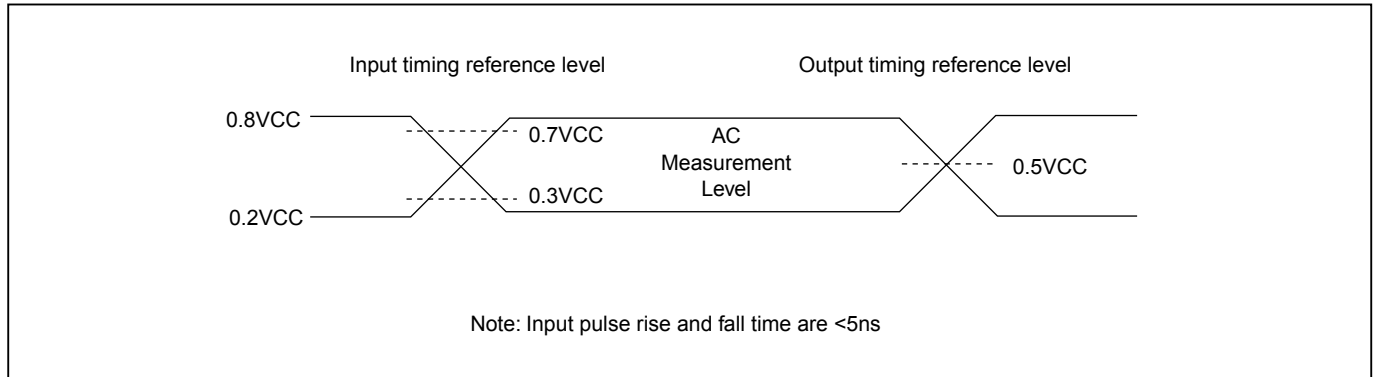 Input timing reference level
Output timing reference level
0.8VCC
0.7VCC
AC
Measurement
Level
0.5VCC
0.3VCC
0.2VCC
Note: Input pulse rise and fall time are <5ns